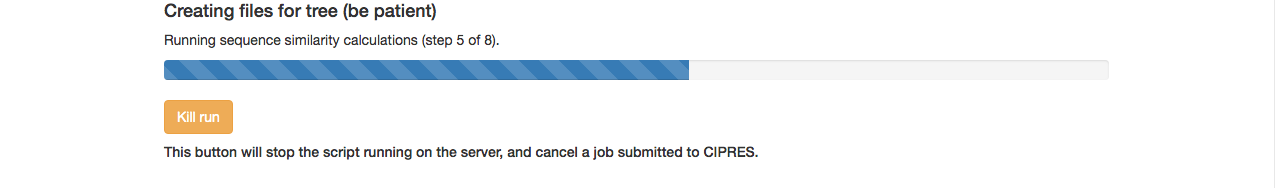 Creating files for tree (be patient)
Running sequence similarity calculations (step 5 of 8).
Kill run
This button will stop the script running on the server, and cancel a job submitted to CIPRES.